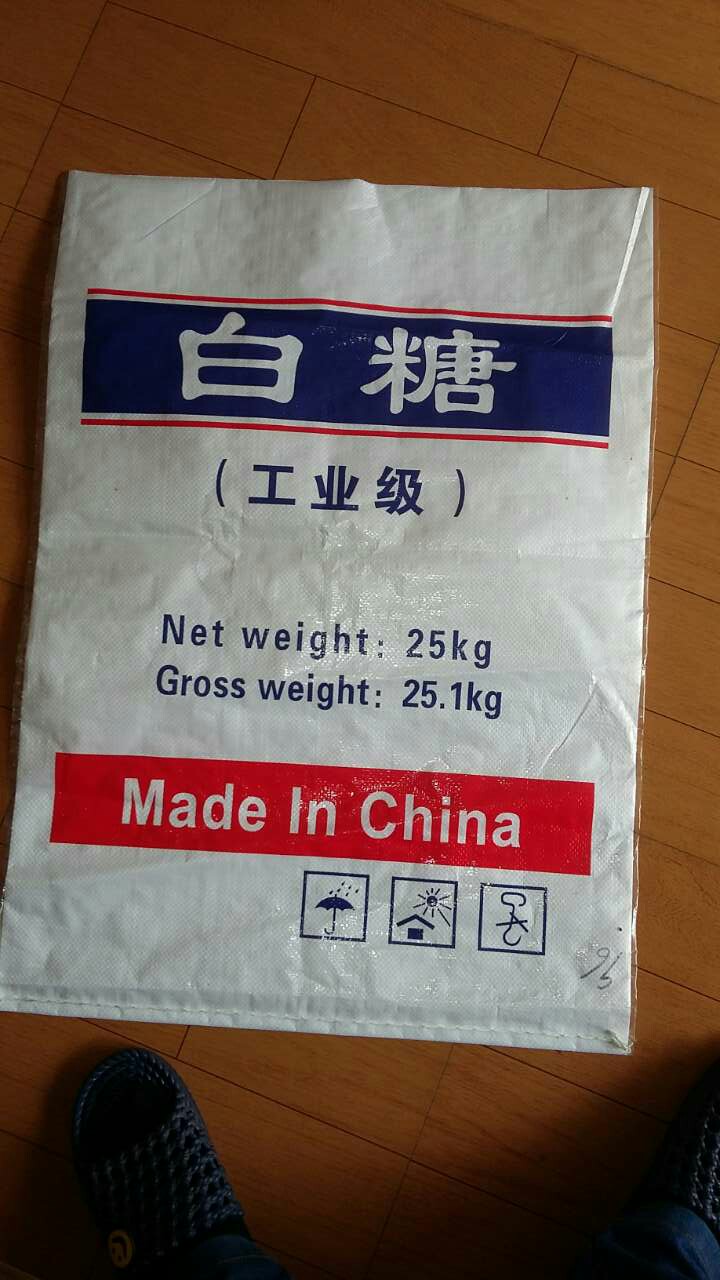 白糖
(工业级)
Net weight: 25kg
Gross weight: 25.1kg
Made In China